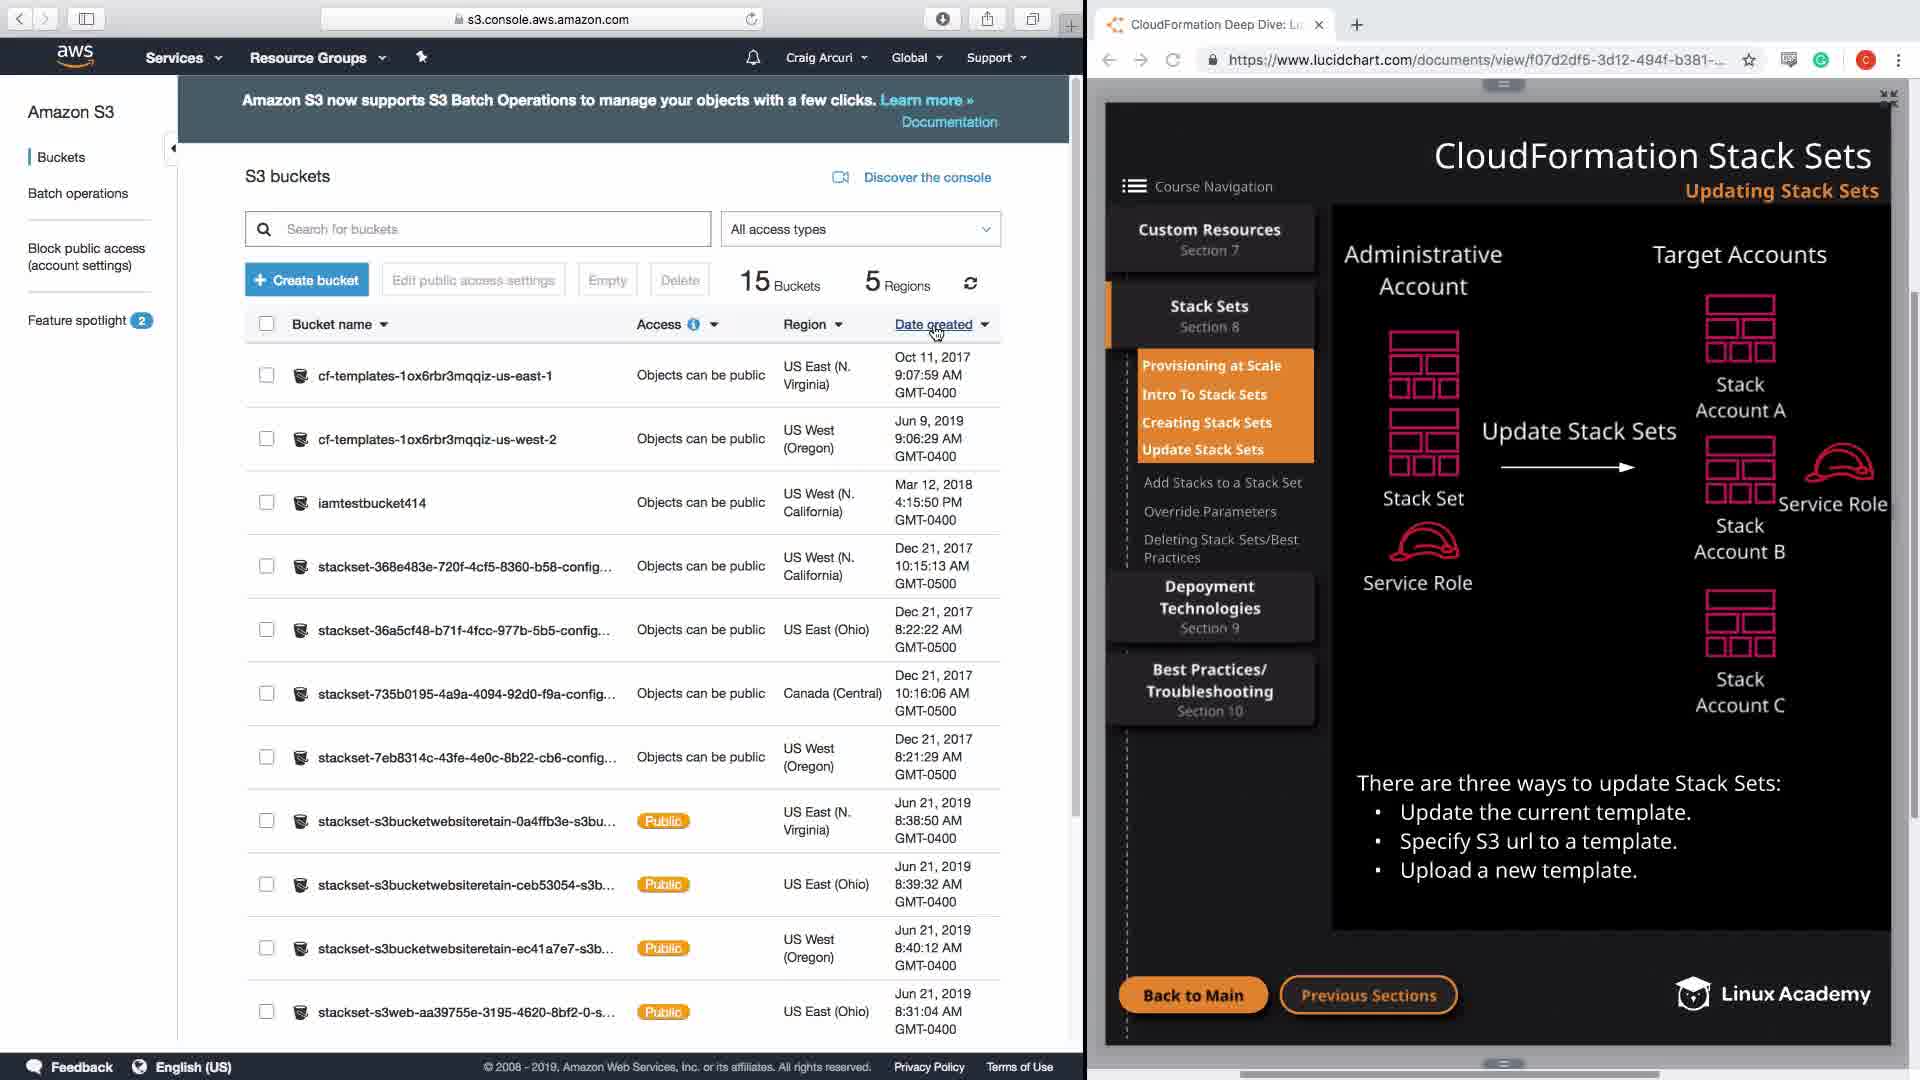 s3.console.aws.amazon.com
aws
Services
Resource Groups
Craig Arcuri
Global
Support
Amazon S3
Buckets
Batch operations
Block public access
(account settings)
Feature spotlight 2
Amazon S3 now supports S3 Batch Operations to manage your objects with a few clicks. Learn more »
Documentation
S3 buckets
Discover the console
Search for buckets
All access types
+ Create bucket
Edit public access settings
Empty
Delete
15 Buckets
5 Regions
Bucket name
Access
Region
Date created
cf-templates-1ox6rbr3mqqiz-us-east-1
Objects can be public
US East (N.
Virginia)
Oct 11, 2017
9:07:59 AM
GMT-0400
cf-templates-1ox6rbr3mqqiz-us-west-2
Objects can be public
US West
(Oregon)
Jun 9, 2019
9:06:29 AM
GMT-0400
iamtestbucket414
Objects can be public
US West (N.
California)
Mar 12, 2018
4:15:50 PM
GMT-0400
stackset-368e483e-720f-4cf5-8360-b58-config...
Objects can be public
US West (N.
California)
Dec 21, 2017
10:15:13 AM
GMT-0500
stackset-36a5cf48-b71f-4fcc-977b-5b5-config...
Objects can be public
US East (Ohio)
Dec 21, 2017
8:22:22 AM
GMT-0500
stackset-735b0195-4a9a-4094-92d0-f9a-config...
Objects can be public
Canada (Central)
Dec 21, 2017
10:16:06 AM
GMT-0500
stackset-7eb8314c-43fe-4e0c-8b22-cb6-config...
Objects can be public
US West
(Oregon)
Dec 21, 2017
8:21:29 AM
GMT-0500
stackset-s3bucketwebsiteretain-0a4ffb3e-s3bu...
Public
US East (N.
Virginia)
Jun 21, 2019
8:38:50 AM
GMT-0400
stackset-s3bucketwebsiteretain-ceb53054-s3b...
Public
US East (Ohio)
Jun 21, 2019
8:39:32 AM
GMT-0400
stackset-s3bucketwebsiteretain-ec41a7e7-s3b...
Public
US West
(Oregon)
Jun 21, 2019
8:40:12 AM
GMT-0400
stackset-s3web-aa39755e-3195-4620-8bf2-0-s...
Public
US East (Ohio)
Jun 21, 2019
8:31:04 AM
GMT-0400
Feedback
English (US)
© 2008 - 2019, Amazon Web Services, Inc. or its affiliates. All rights reserved.
Privacy Policy
Terms of Use
CloudFormation Deep Dive: Lu
https://www.lucidchart.com/documents/view/f07d2df5-3d12-494f-b381-...
C
CloudFormation Stack Sets
Updating Stack Sets
Course Navigation
Custom Resources
Section 7
Stack Sets
Section 8
Provisioning at Scale
Intro To Stack Sets
Creating Stack Sets
Update Stack Sets
Add Stacks to a Stack Set
Override Parameters
Deleting Stack Sets/Best
Practices
Depoyment
Technologies
Section 9
Best Practices/
Troubleshooting
Section 10
Administrative
Account
Stack Set
Service Role
Update Stack Sets
Target Accounts
Stack
Account A
Stack
Account B
Service Role
Stack
Account C
There are three ways to update Stack Sets:
• Update the current template.
• Specify S3 url to a template.
• Upload a new template.
Back to Main
Previous Sections
Linux Academy